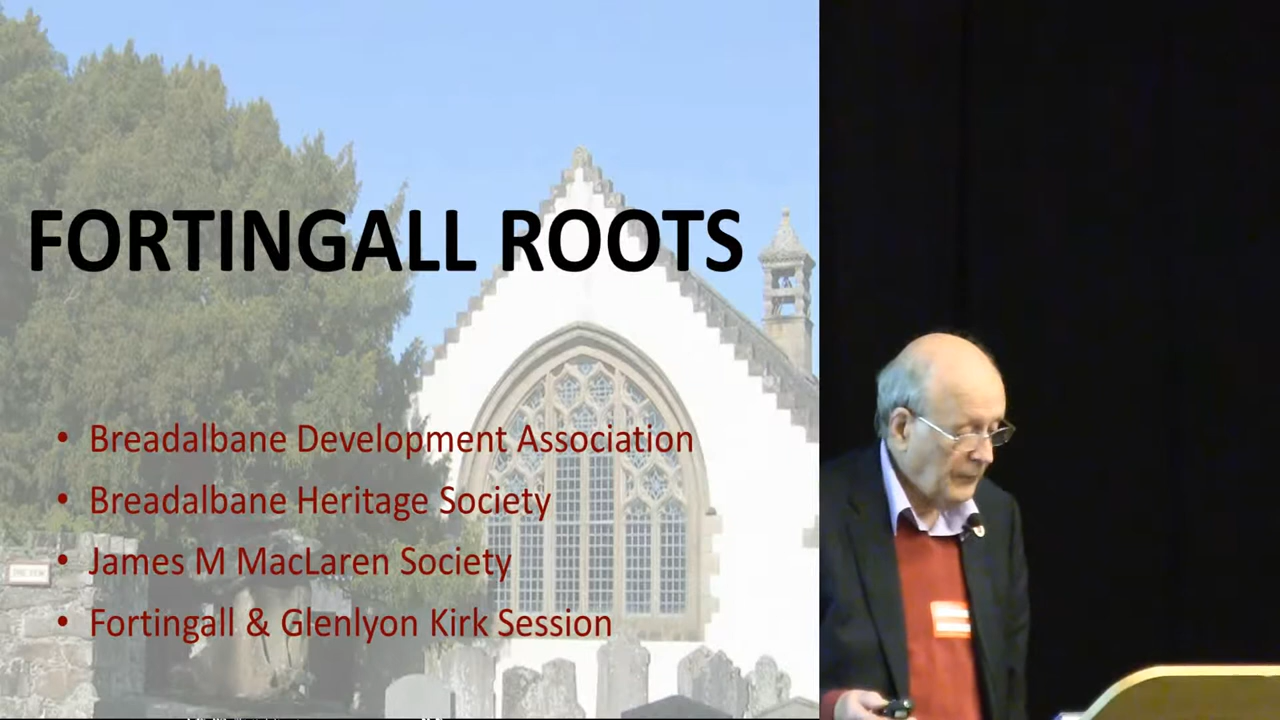 FORTINGALL ROOTS
• Breadalbane Development Association
• Breadalbane Heritage Society
• James M MacLaren Society
• Fortingall & Glenlyon Kirk Session